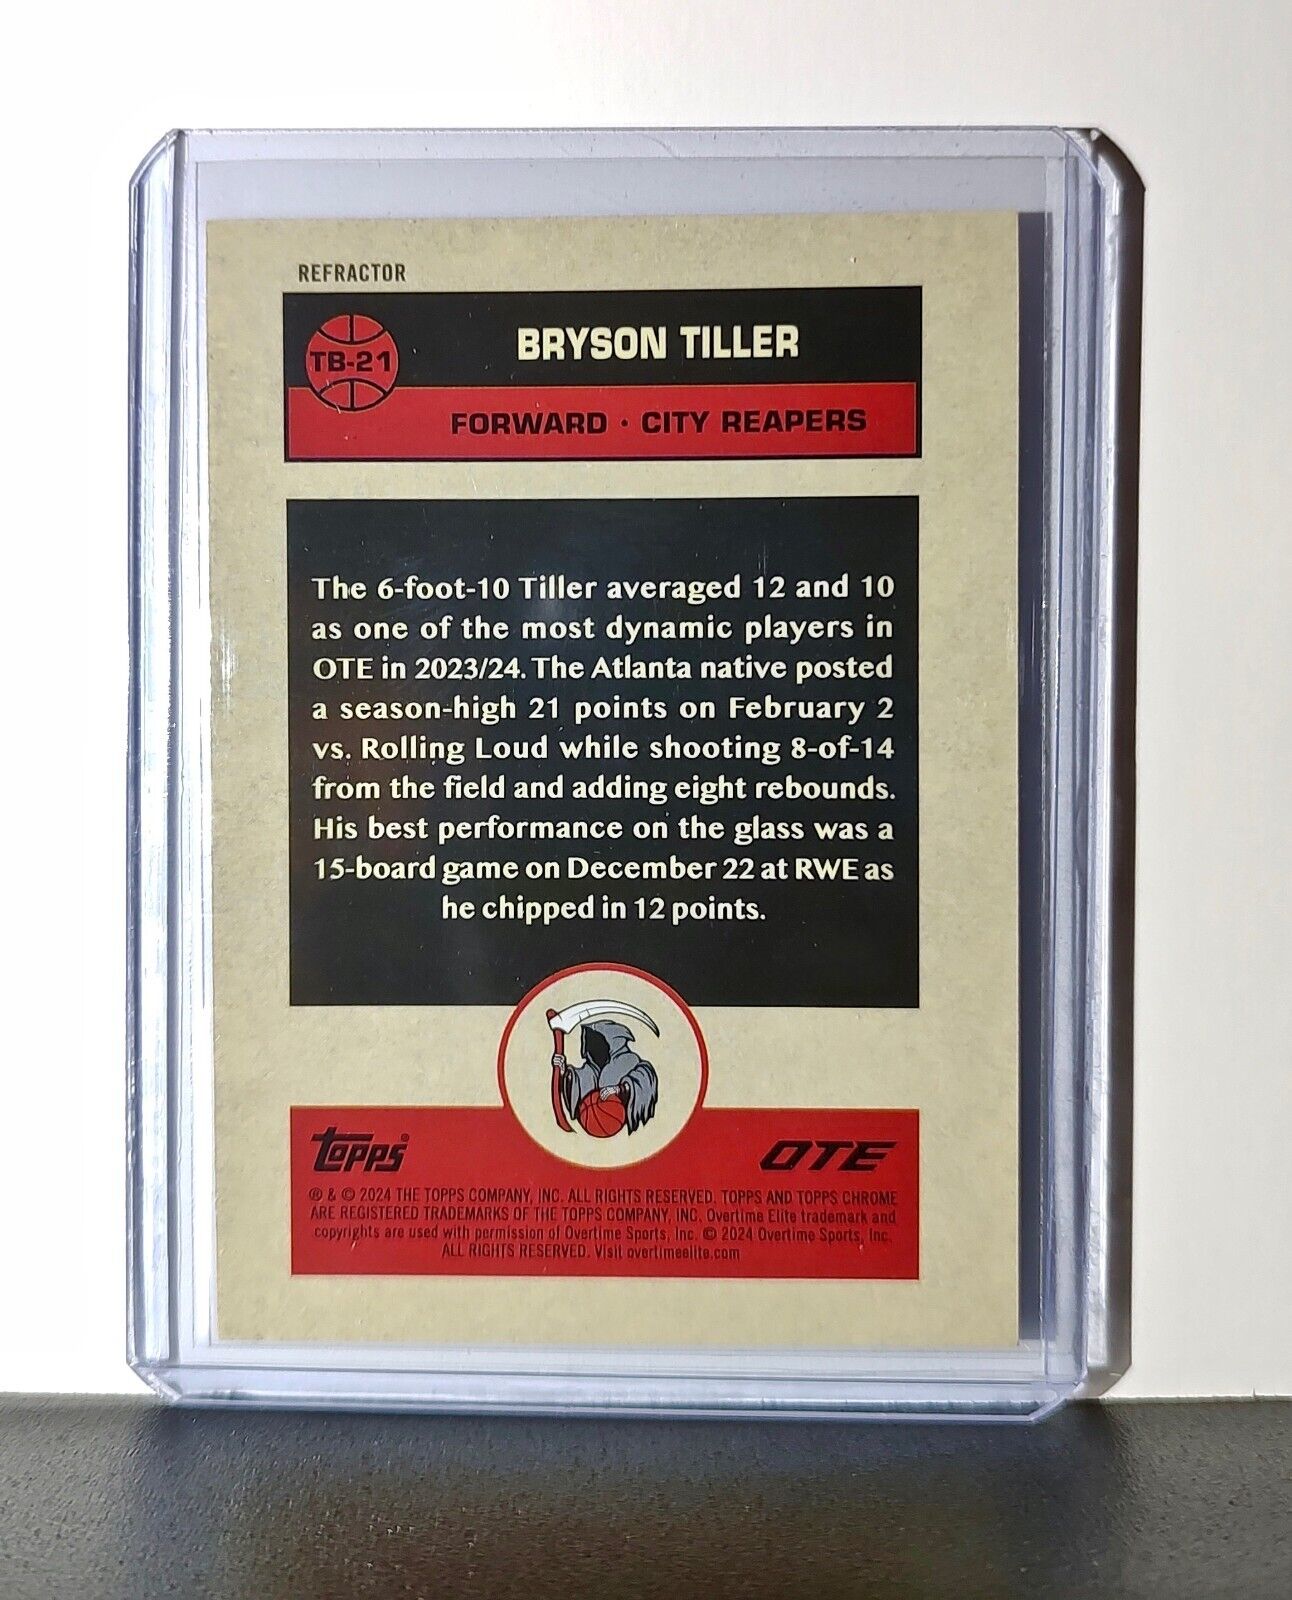 REFRACTOR
TB-21
BRYSON TILLER
FORWARD • CITY REAPERS
The 6-foot-10 Tiller averaged 12 and 10
as one of the most dynamic players in
OTE in 2023/24. The Atlanta native posted
a season-high 21 points on February 2
vs. Rolling Loud while shooting 8-of-14
from the field and adding eight rebounds.
His best performance on the glass was a
15-board game on December 22 at RWE as
he chipped in 12 points.
topps®
OTE
® & © 2024 THE TOPPS COMPANY, INC. ALL RIGHTS RESERVED. TOPPS AND TOPPS CHROME
ARE REGISTERED TRADEMARKS OF THE TOPPS COMPANY, INC. Overtime Elite trademark and
copyrights are used with permission of Overtime Sports, Inc. © 2024 Overtime Sports, Inc.
ALL RIGHTS RESERVED. Visit overtimeelite.com